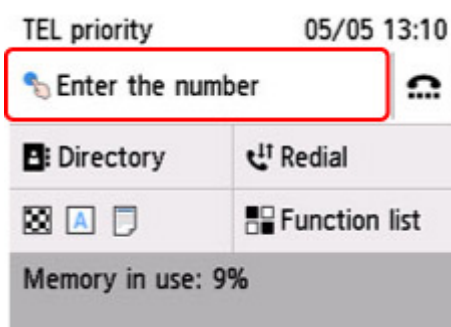 TEL priority 05/05 13:10
Enter the number
Directory Redial
A Function list
Memory in use: 9%